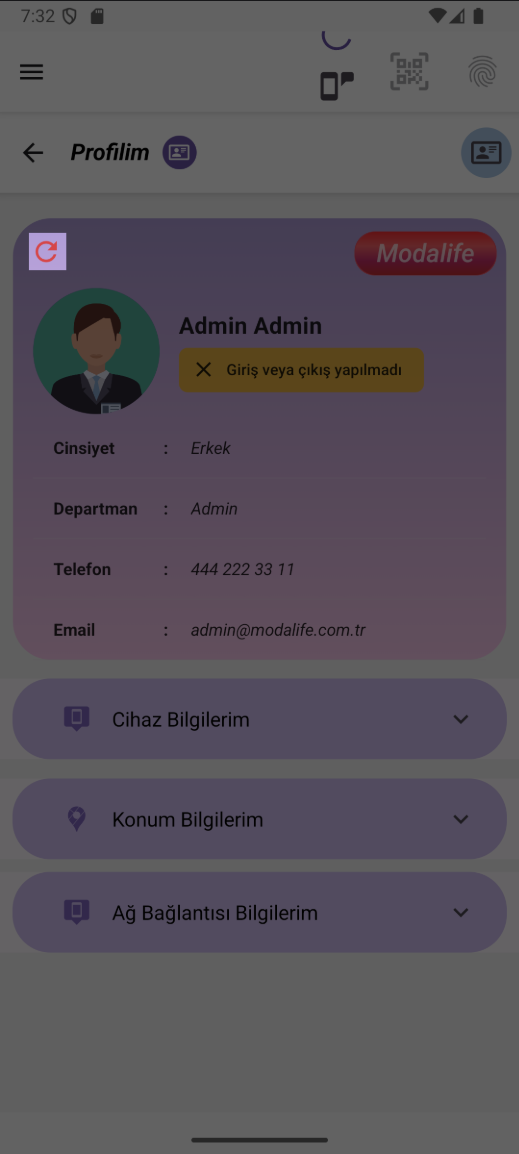 7:32
Profilim
Modalife
Admin Admin
Giriş veya çıkış yapılmadı
Cinsiyet : Erkek
Departman : Admin
Telefon : 444 222 33 11
Email : admin@modalife.com.tr
Cihaz Bilgilerim
Konum Bilgilerim
Ağ Bağlantısı Bilgilerim